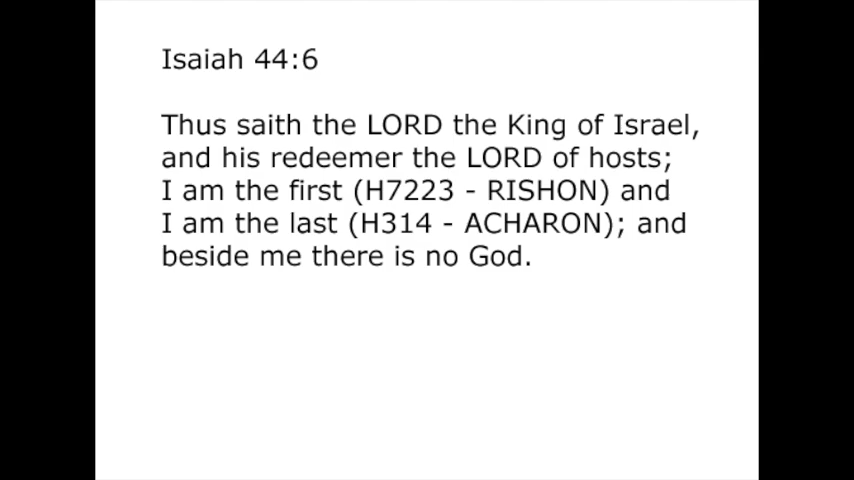 Isaiah 44:6
Thus saith the LORD the King of Israel,
and his redeemer the LORD of hosts;
I am the first (H7223 - RISHON) and
I am the last (H314 - ACHARON); and
beside me there is no God.